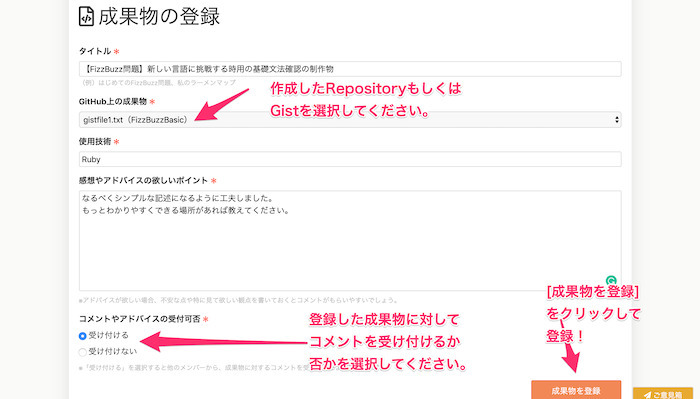 成果物の登録
タイトル *
【FizzBuzz問題】新しい言語に挑戦する時用の基礎文法確認の制作物
（例）はじめてのFizzBuzz問題、私のラーメンマップ
作成したRepositoryもしくは
Gistを選択してください。
GitHub上の成果物 *
gistfile1.txt（FizzBuzzBasic）
使用技術 *
Ruby
感想やアドバイスの欲しいポイント *
なるべくシンプルな記述になるように工夫しました。
もっとわかりやすくできる場所があれば教えてください。
※アドバイスが欲しい場合、不安な点や特に見て欲しい観点を書いておくとコメントがもらいやすいでしょう。
[成果物を登録]
をクリックして
登録！
コメントやアドバイスの受付可否 *
受け付ける
受け付けない
登録した成果物に対して
コメントを受け付けるか
否かを選択してください。
※「受け付ける」を選択すると他のメンバーから、成果物に対するコメントを受
成果物を登録
ご意見箱